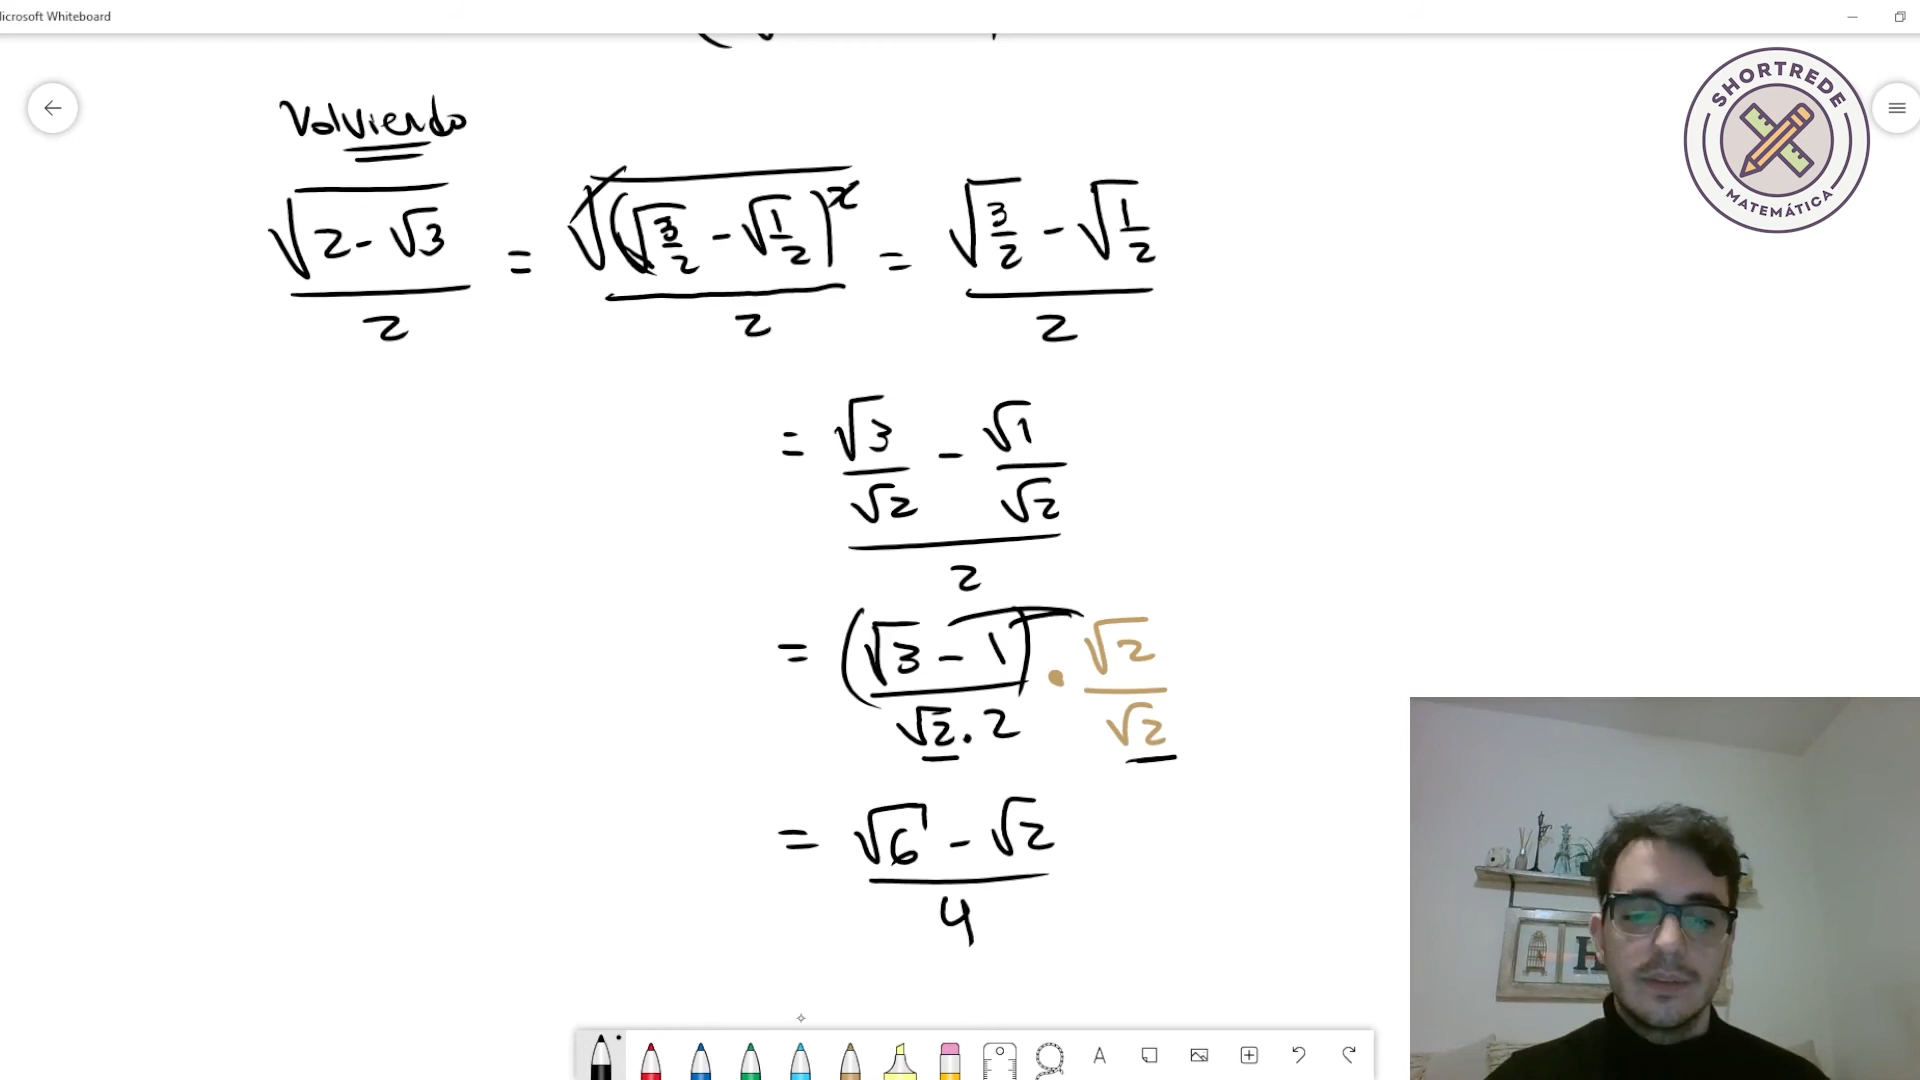 Microsoft Whiteboard
Volviendo
√(2 - √3) / 2 = √((√(3/2) - √(1/2))²) / 2 = (√(3/2) - √(1/2)) / 2
= (√3/√2 - √1/√2) / 2
= (√3 - 1) / (√2 . 2) · √2/√2
= (√6 - √2) / 4
SHORTREDE
MATEMÁTICA
H
A